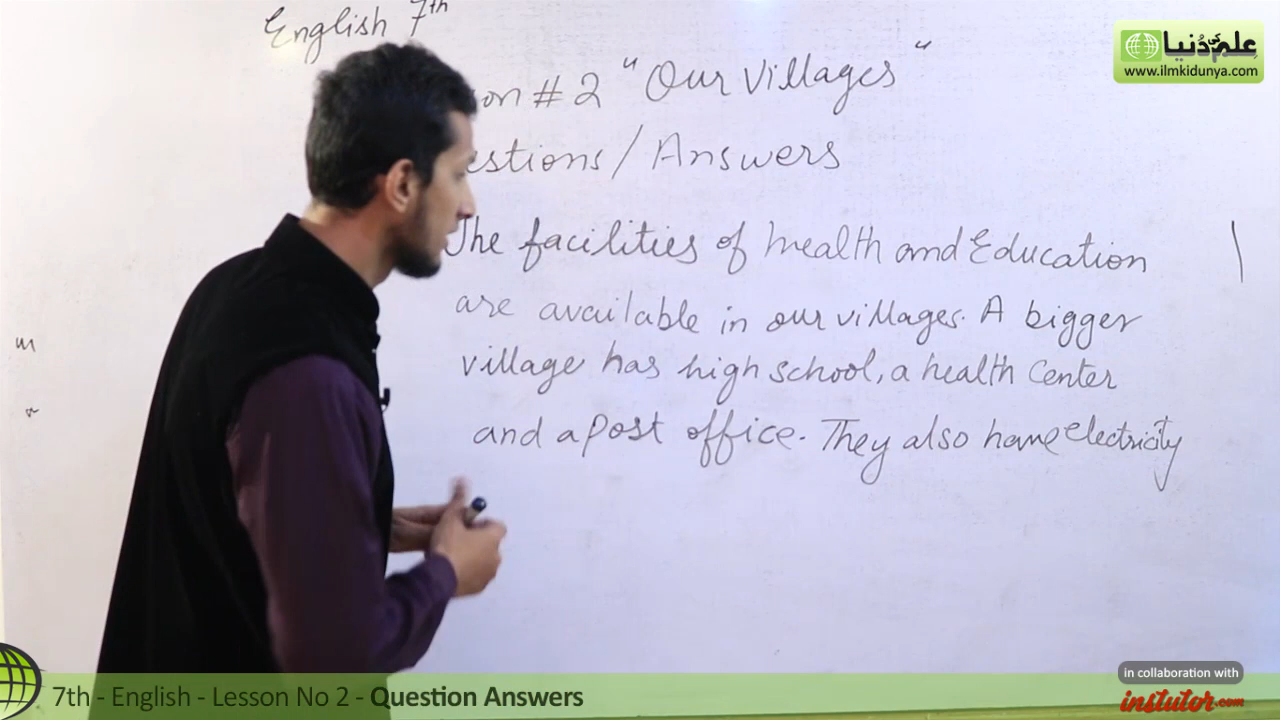 English 7th
on # 2 "Our Villages"
estions / Answers
The facilities of health and Education
are available in our villages. A bigger
village has high school, a health Center
and a Post office. They also have electricity
علم کی دُنیا
www.ilmkidunya.com
7th - English - Lesson No 2 - Question Answers
in collaboration with
instutor.com